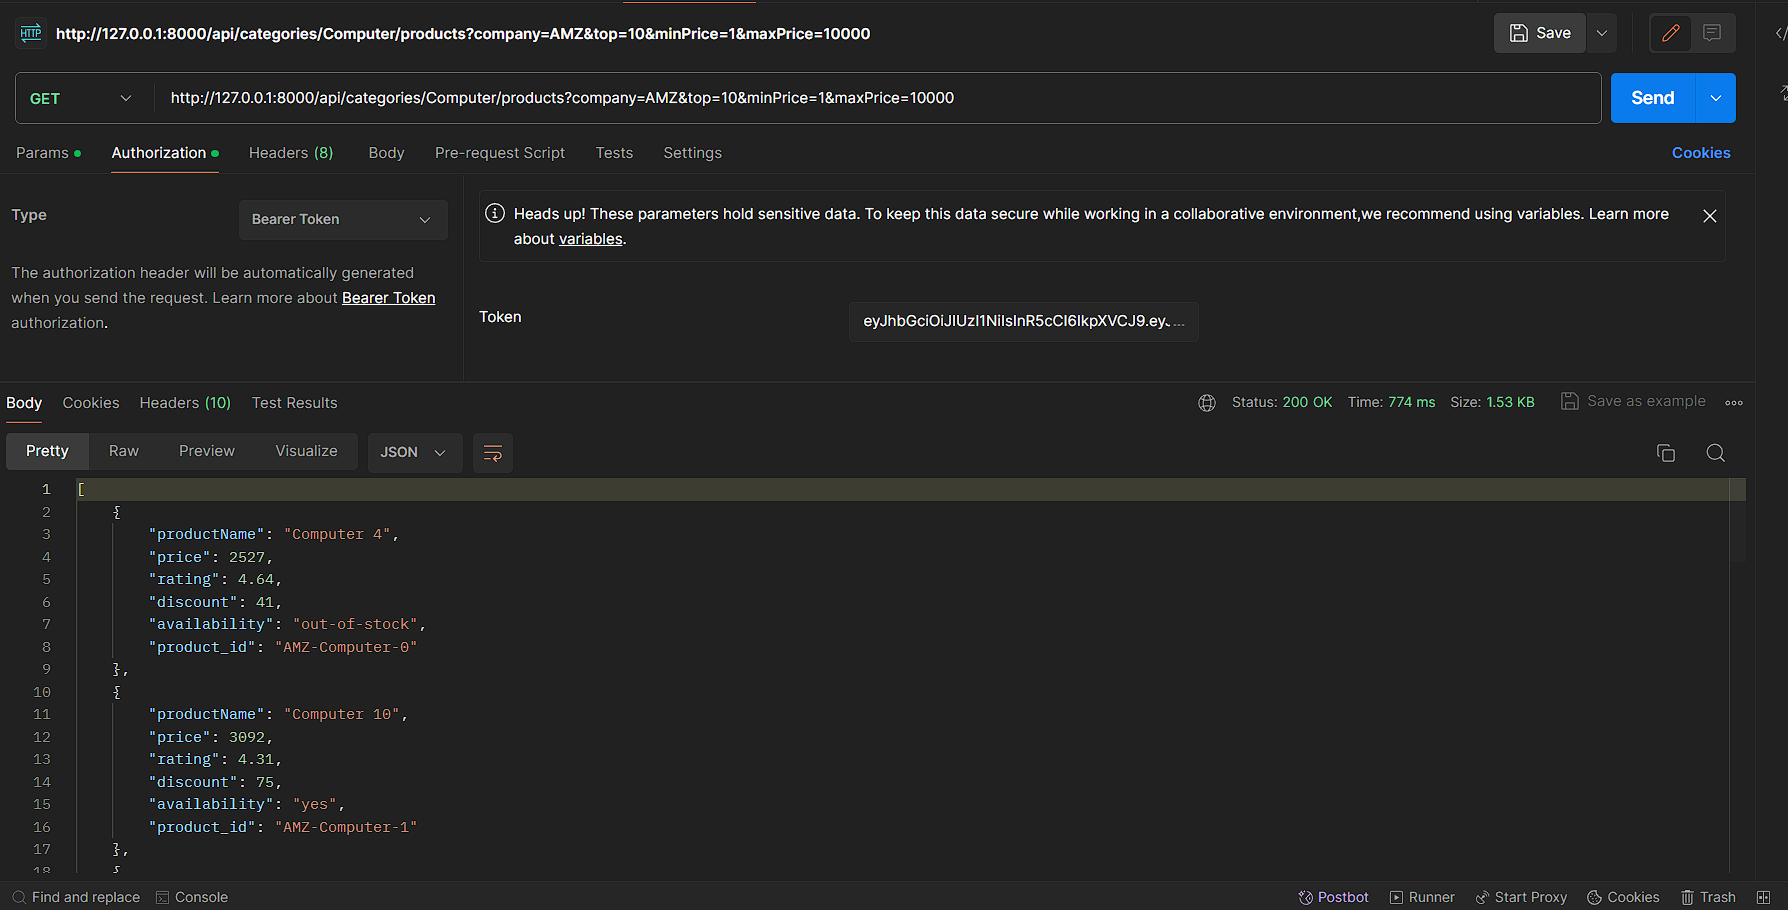 HTTP http://127.0.0.1:8000/api/categories/Computer/products?company=AMZ&top=10&minPrice=1&maxPrice=10000 Save
GET http://127.0.0.1:8000/api/categories/Computer/products?company=AMZ&top=10&minPrice=1&maxPrice=10000 Send
Params Authorization Headers (8) Body Pre-request Script Tests Settings Cookies
Type Bearer Token
The authorization header will be automatically generated
when you send the request. Learn more about Bearer Token
authorization.
Heads up! These parameters hold sensitive data. To keep this data secure while working in a collaborative environment,we recommend using variables. Learn more
about variables.
Token eyJhbGciOiJIUzI1NiIsInR5cCI6IkpXVCJ9.eyJ...
Body Cookies Headers (10) Test Results Status: 200 OK Time: 774 ms Size: 1.53 KB Save as example
Pretty Raw Preview Visualize JSON
1 [
2 {
3 "productName": "Computer 4",
4 "price": 2527,
5 "rating": 4.64,
6 "discount": 41,
7 "availability": "out-of-stock",
8 "product_id": "AMZ-Computer-0"
9 },
10 {
11 "productName": "Computer 10",
12 "price": 3092,
13 "rating": 4.31,
14 "discount": 75,
15 "availability": "yes",
16 "product_id": "AMZ-Computer-1"
17 },
18 {
Find and replace Console Postbot Runner Start Proxy Cookies Trash